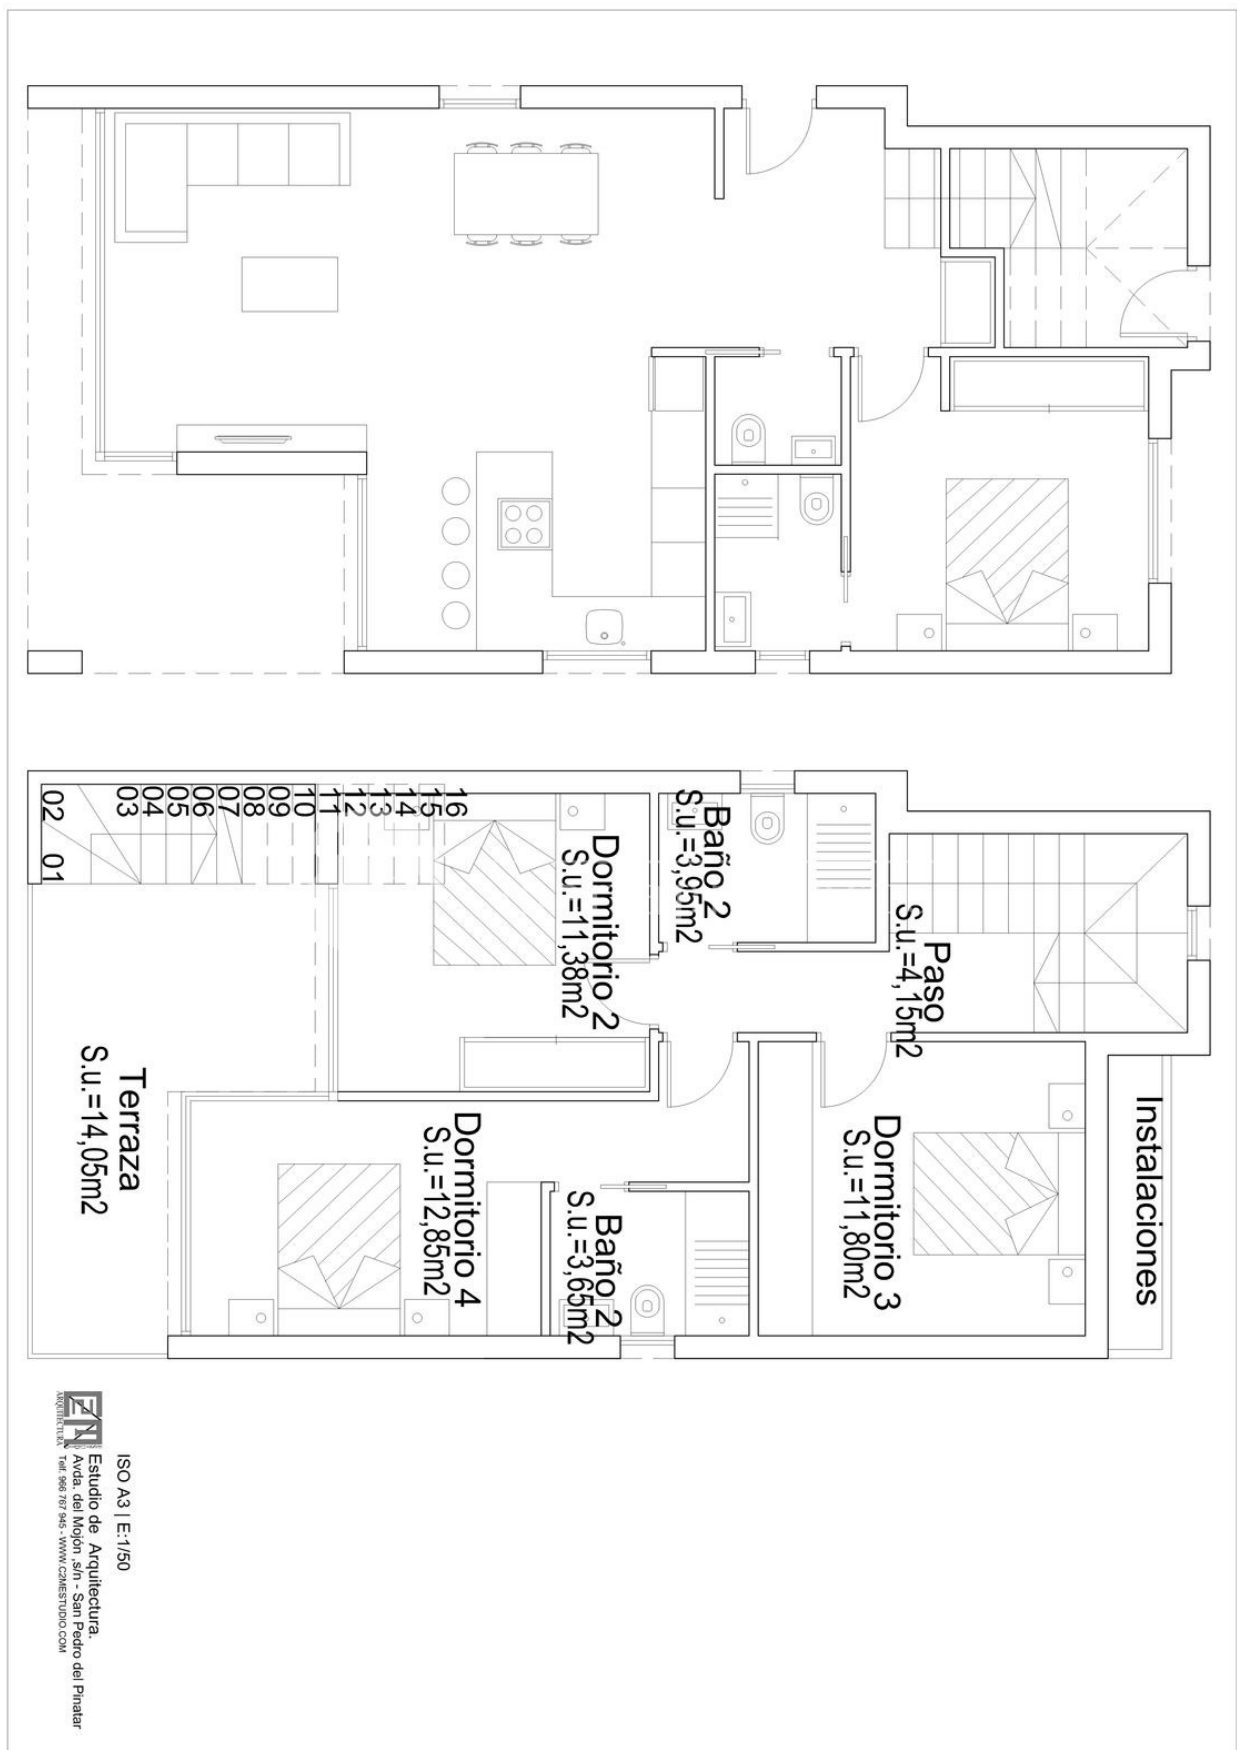 01
02
03
04
05
06
07
08
09
10
11
12
13
14
15
16
Baño 2
S.u.=3,95m2
Dormitorio 2
S.u.=11,38m2
Paso
S.u.=4,15m2
Terraza
S.u.=14,05m2
Dormitorio 4
S.u.=12,85m2
Baño 2
S.u.=3,65m2
Dormitorio 3
S.u.=11,80m2
Instalaciones
ISO A3 | E:1/50
Estudio de Arquitectura.
Avda. del Mojón ,s/n - San Pedro del Pinatar
Telf. 966 767 945 - WWW.C2MESTUDIO.COM
ARQUITECTURA